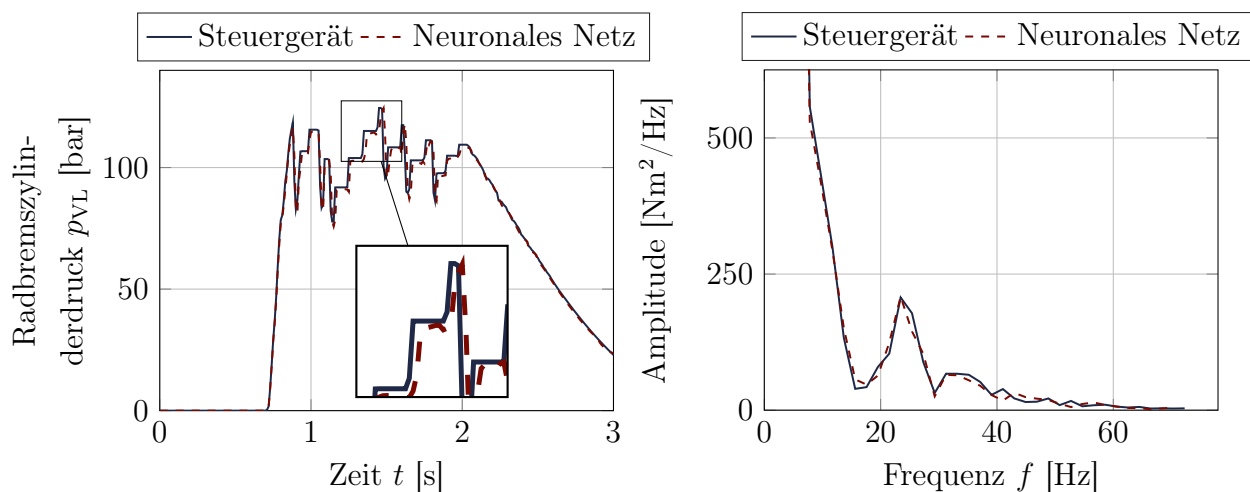 Steuergerät Neuronales Netz
Radbremszylin-
derdruck pVL [bar]
100
50
0
0 1 2 3
Zeit t [s]
Steuergerät Neuronales Netz
Amplitude [Nm²/Hz]
500
250
0
0 20 40 60
Frequenz f [Hz]